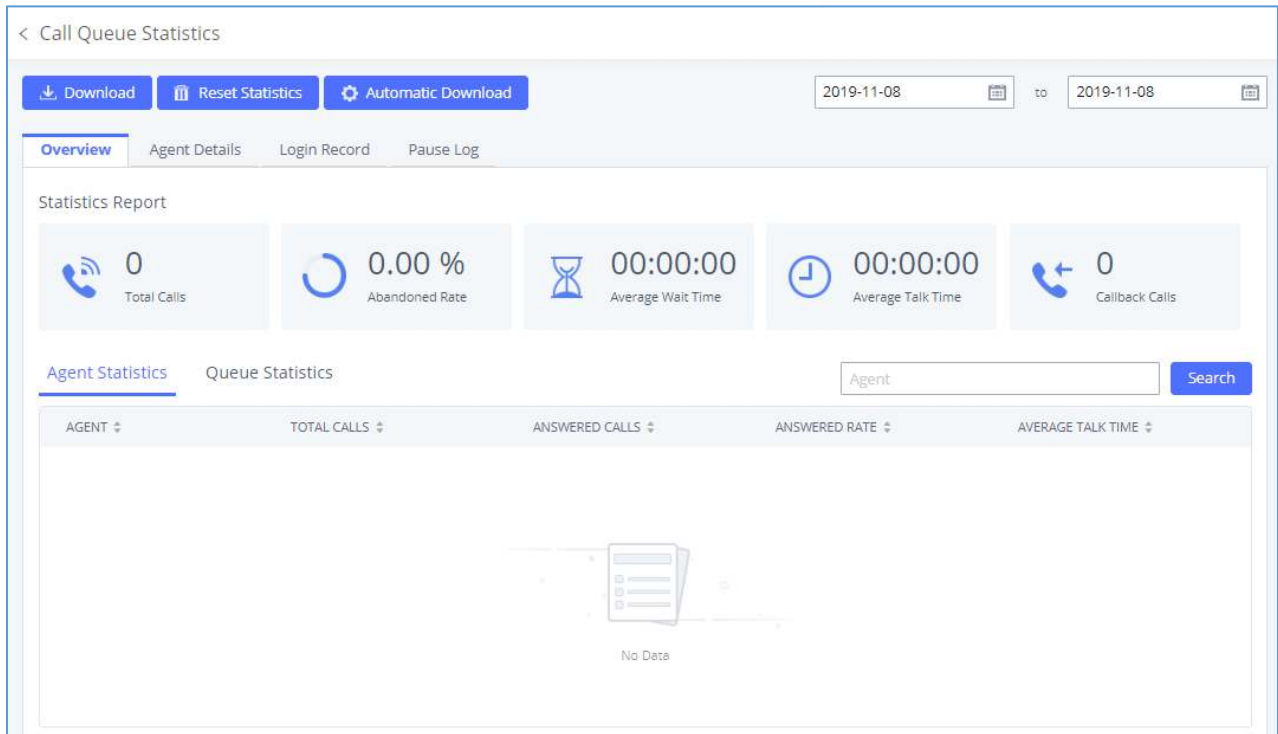 < Call Queue Statistics
Download Reset Statistics Automatic Download 2019-11-08 to 2019-11-08
Overview Agent Details Login Record Pause Log
Statistics Report
0 0.00 % 00:00:00 00:00:00 0
Total Calls Abandoned Rate Average Wait Time Average Talk Time Callback Calls
Agent Statistics Queue Statistics Agent Search
AGENT TOTAL CALLS ANSWERED CALLS ANSWERED RATE AVERAGE TALK TIME
No Data